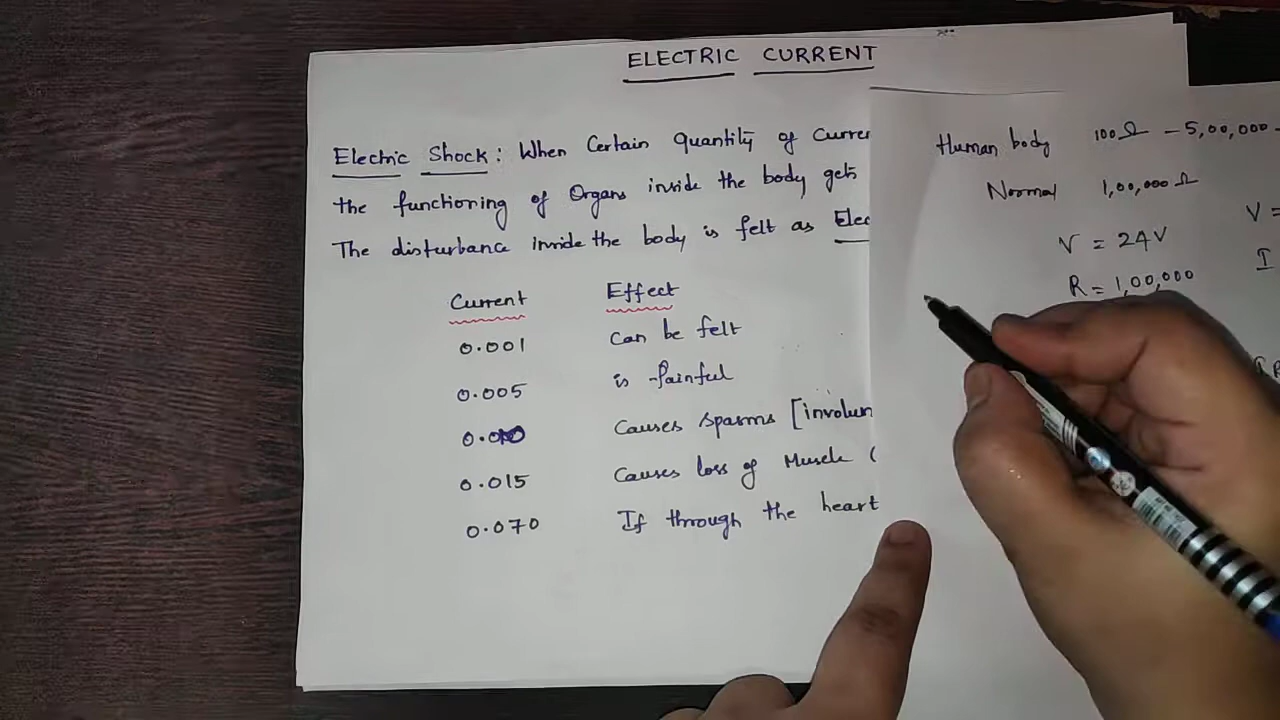 ELECTRIC CURRENT
Electric Shock: When Certain Quantity of Curre
the functioning of Organs inside the body gets
The disturbance inside the body is felt as Elec
Current Effect
0.001 Can be felt
0.005 is Painful
0.010 Causes spasms [involun
0.015 Causes loss of Muscle (
0.070 If through the heart
Human body 100Ω - 5,00,000
Normal 1,00,000Ω
V = 24V
R = 1,00,000
V =
I